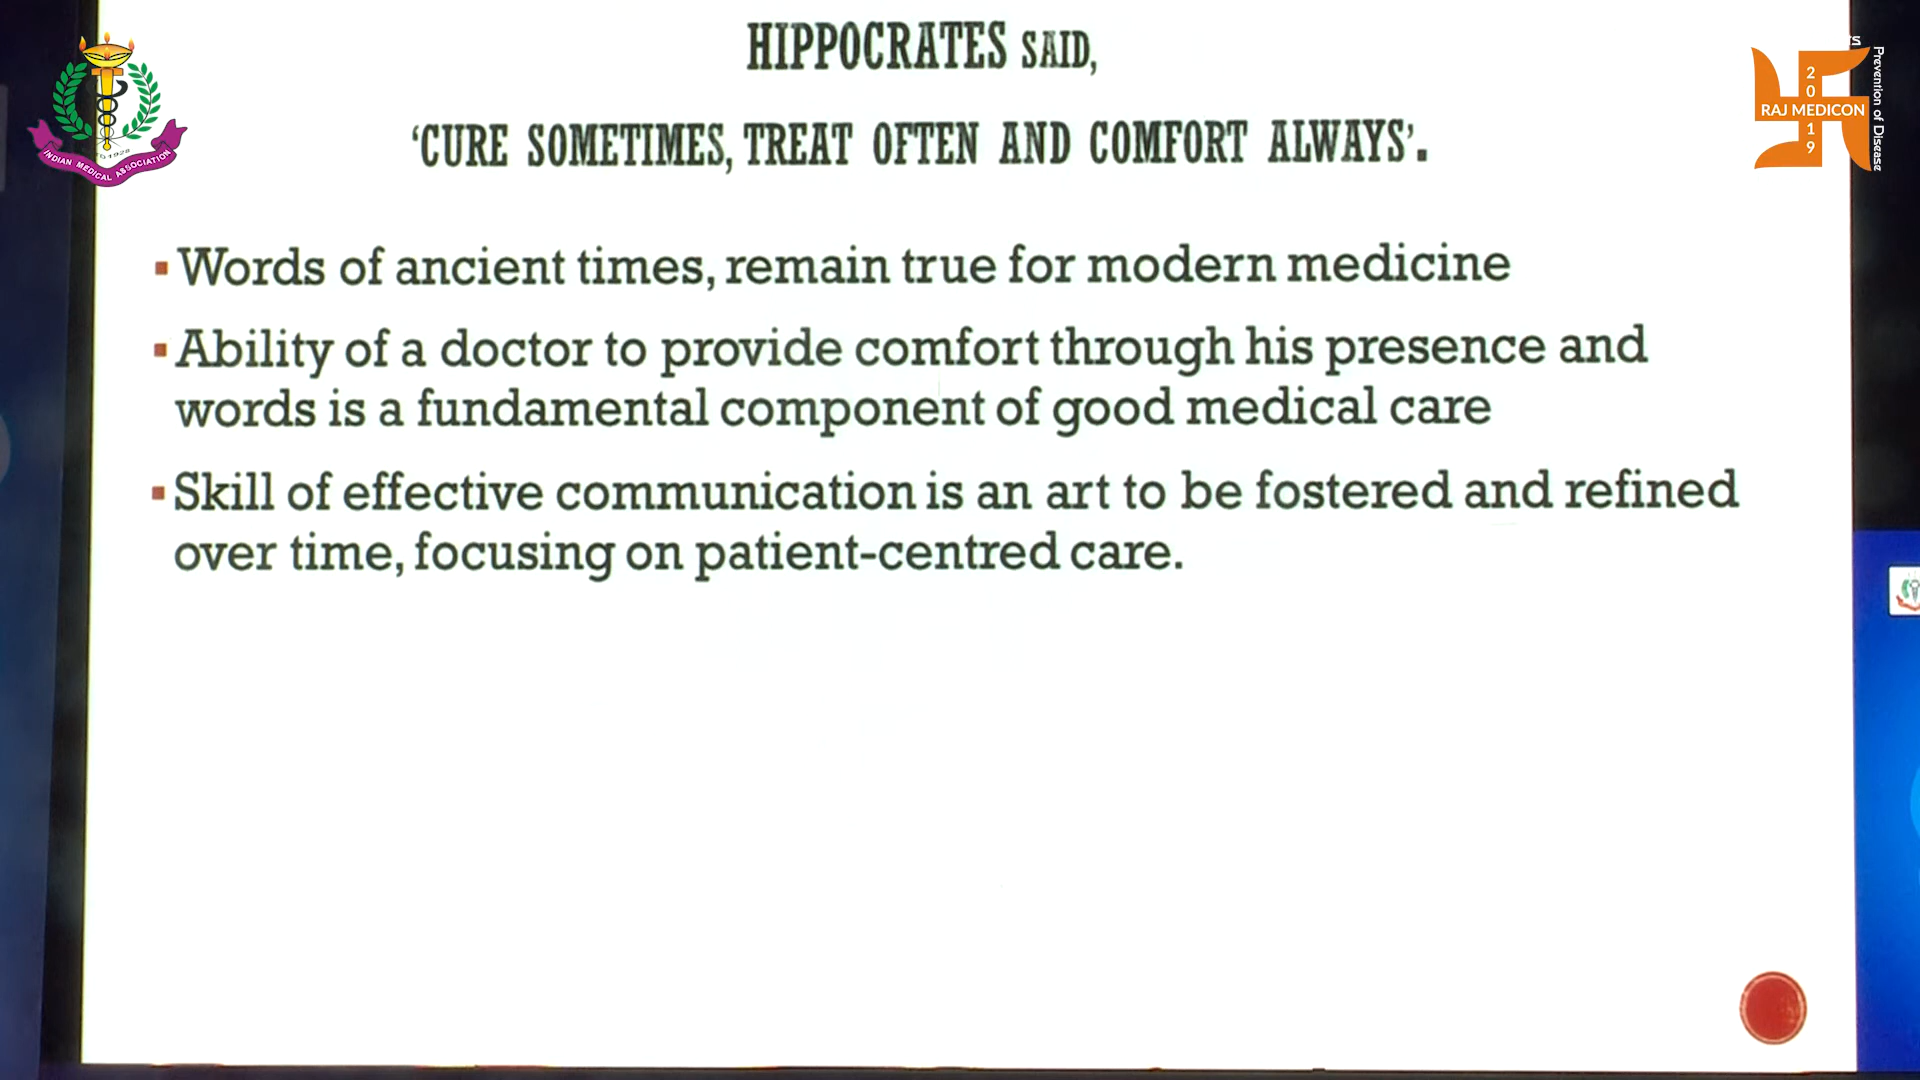 HIPPOCRATES SAID,
‘CURE SOMETIMES, TREAT OFTEN AND COMFORT ALWAYS’.
▪ Words of ancient times, remain true for modern medicine
▪ Ability of a doctor to provide comfort through his presence and
words is a fundamental component of good medical care
▪ Skill of effective communication is an art to be fostered and refined
over time, focusing on patient-centred care.
INDIAN MEDICAL ASSOCIATION
1928
20
RAJ MEDICON
19
Prevention of Disease